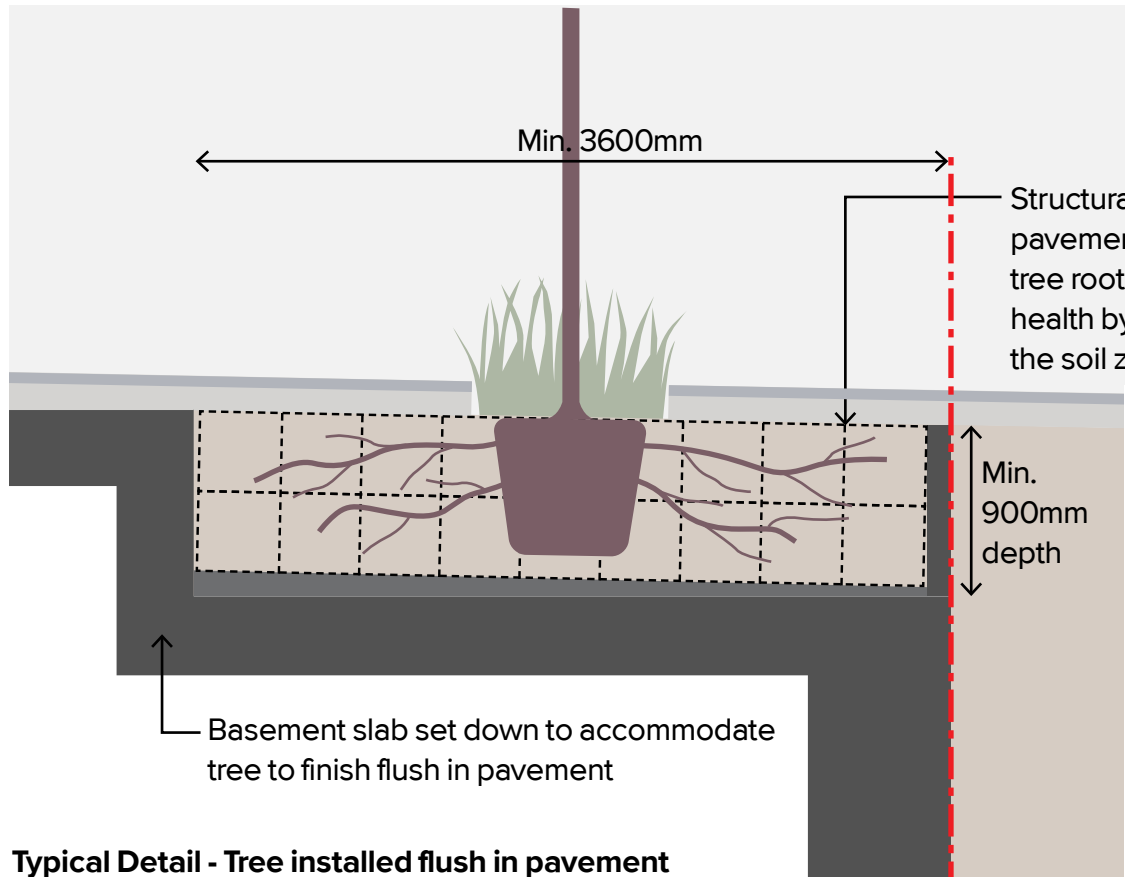 Min. 3600mm
Structura
pavemen
tree root
health by
the soil z
Min.
900mm
depth
Basement slab set down to accommodate
tree to finish flush in pavement
Typical Detail - Tree installed flush in pavement